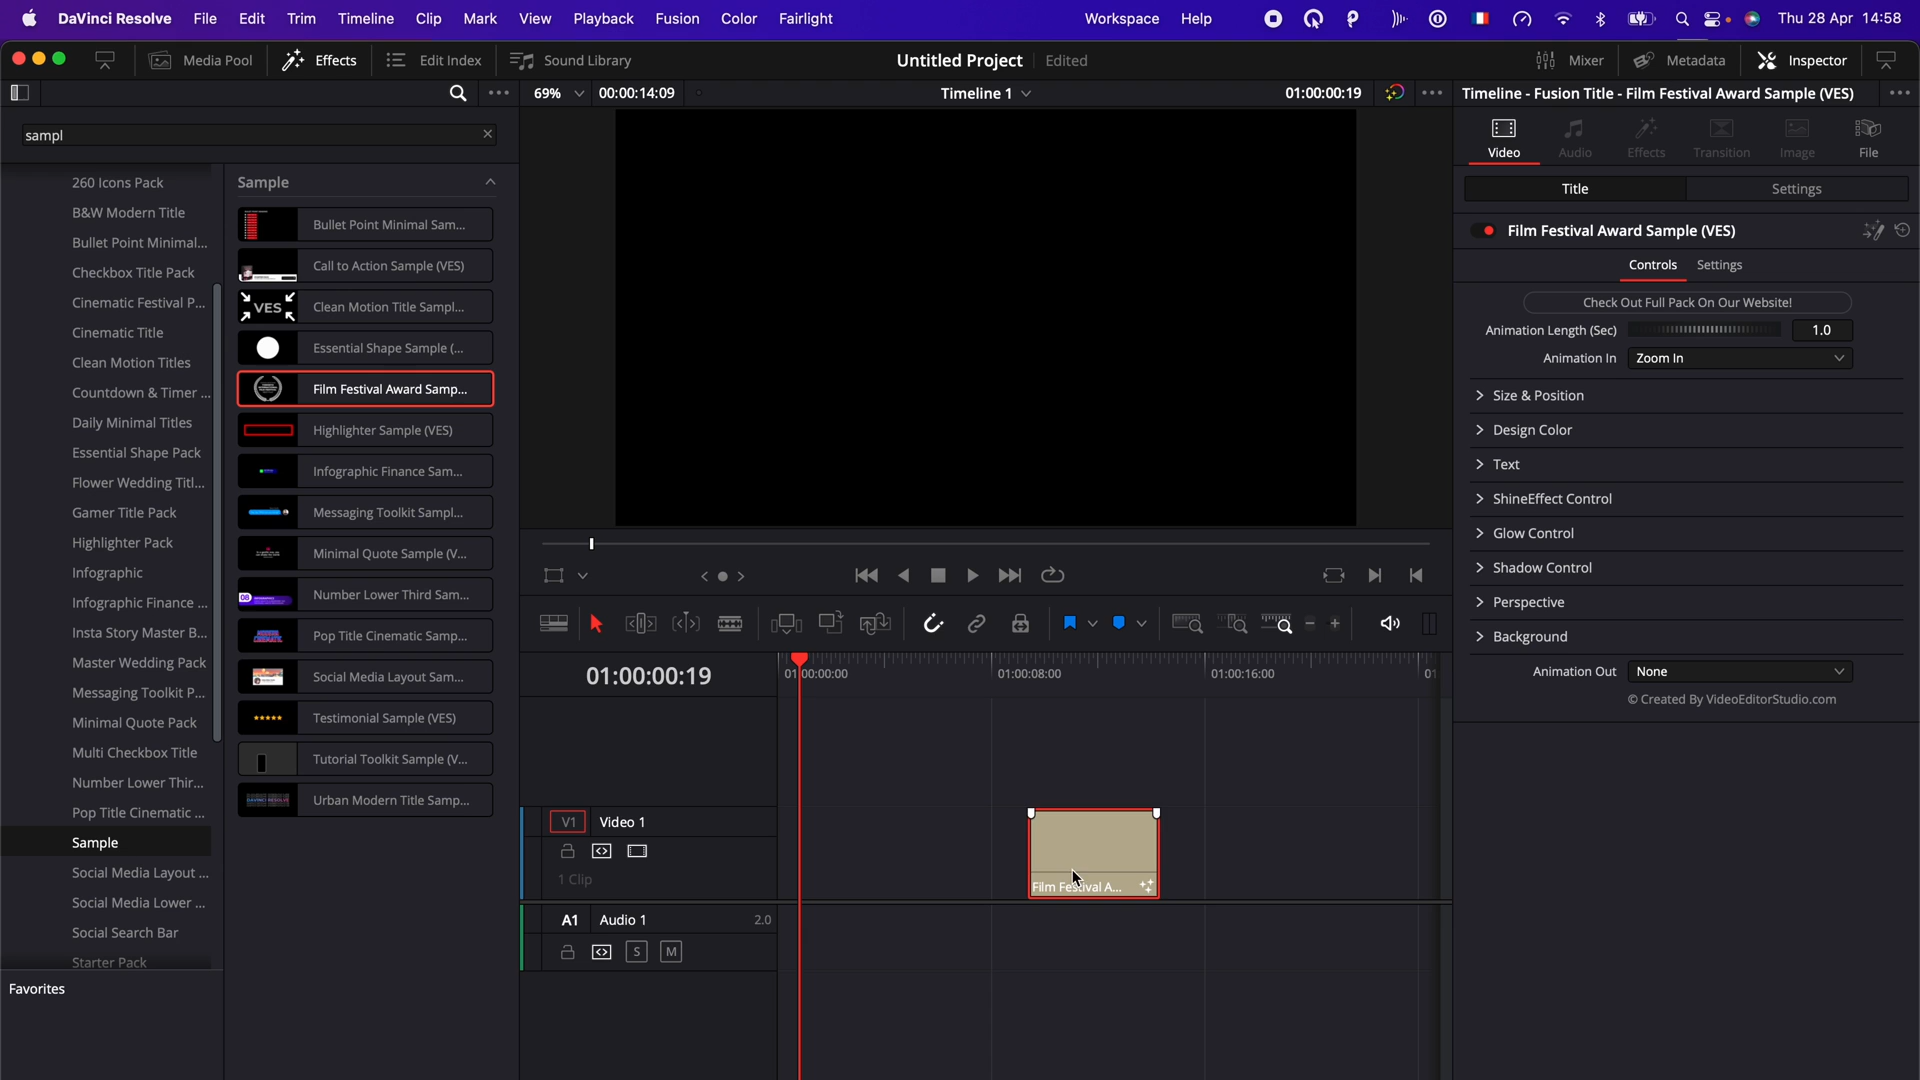 DaVinci Resolve File Edit Trim Timeline Clip Mark View Playback Fusion Color Fairlight Workspace Help Thu 28 Apr 14:58
Media Pool Effects Edit Index Sound Library Untitled Project Edited Mixer Metadata Inspector
69% 00:00:14:09 Timeline 1 01:00:00:19 Timeline - Fusion Title - Film Festival Award Sample (VES)
sampl
260 Icons Pack
B&W Modern Title
Bullet Point Minimal...
Checkbox Title Pack
Cinematic Festival P...
Cinematic Title
Clean Motion Titles
Countdown & Timer ...
Daily Minimal Titles
Essential Shape Pack
Flower Wedding Titl...
Gamer Title Pack
Highlighter Pack
Infographic
Infographic Finance ...
Insta Story Master B...
Master Wedding Pack
Messaging Toolkit P...
Minimal Quote Pack
Multi Checkbox Title
Number Lower Thir...
Pop Title Cinematic ...
Sample
Social Media Layout ...
Social Media Lower ...
Social Search Bar
Starter Pack
Favorites
Sample
Bullet Point Minimal Sam...
Call to Action Sample (VES)
VES Clean Motion Title Sampl...
Essential Shape Sample (...
Film Festival Award Samp...
Highlighter Sample (VES)
Infographic Finance Sam...
Messaging Toolkit Sampl...
Minimal Quote Sample (V...
08 Number Lower Third Sam...
Pop Title Cinematic Samp...
Social Media Layout Sam...
Testimonial Sample (VES)
Tutorial Toolkit Sample (V...
Urban Modern Title Samp...
01:00:00:19
01:00:00:00 01:00:08:00 01:00:16:00 01
V1 Video 1
1 Clip
Film Festival A...
A1 Audio 1 2.0
S M
Video Audio Effects Transition Image File
Title Settings
Film Festival Award Sample (VES)
Controls Settings
Check Out Full Pack On Our Website!
Animation Length (Sec) 1.0
Animation In Zoom In
Size & Position
Design Color
Text
ShineEffect Control
Glow Control
Shadow Control
Perspective
Background
Animation Out None
© Created By VideoEditorStudio.com